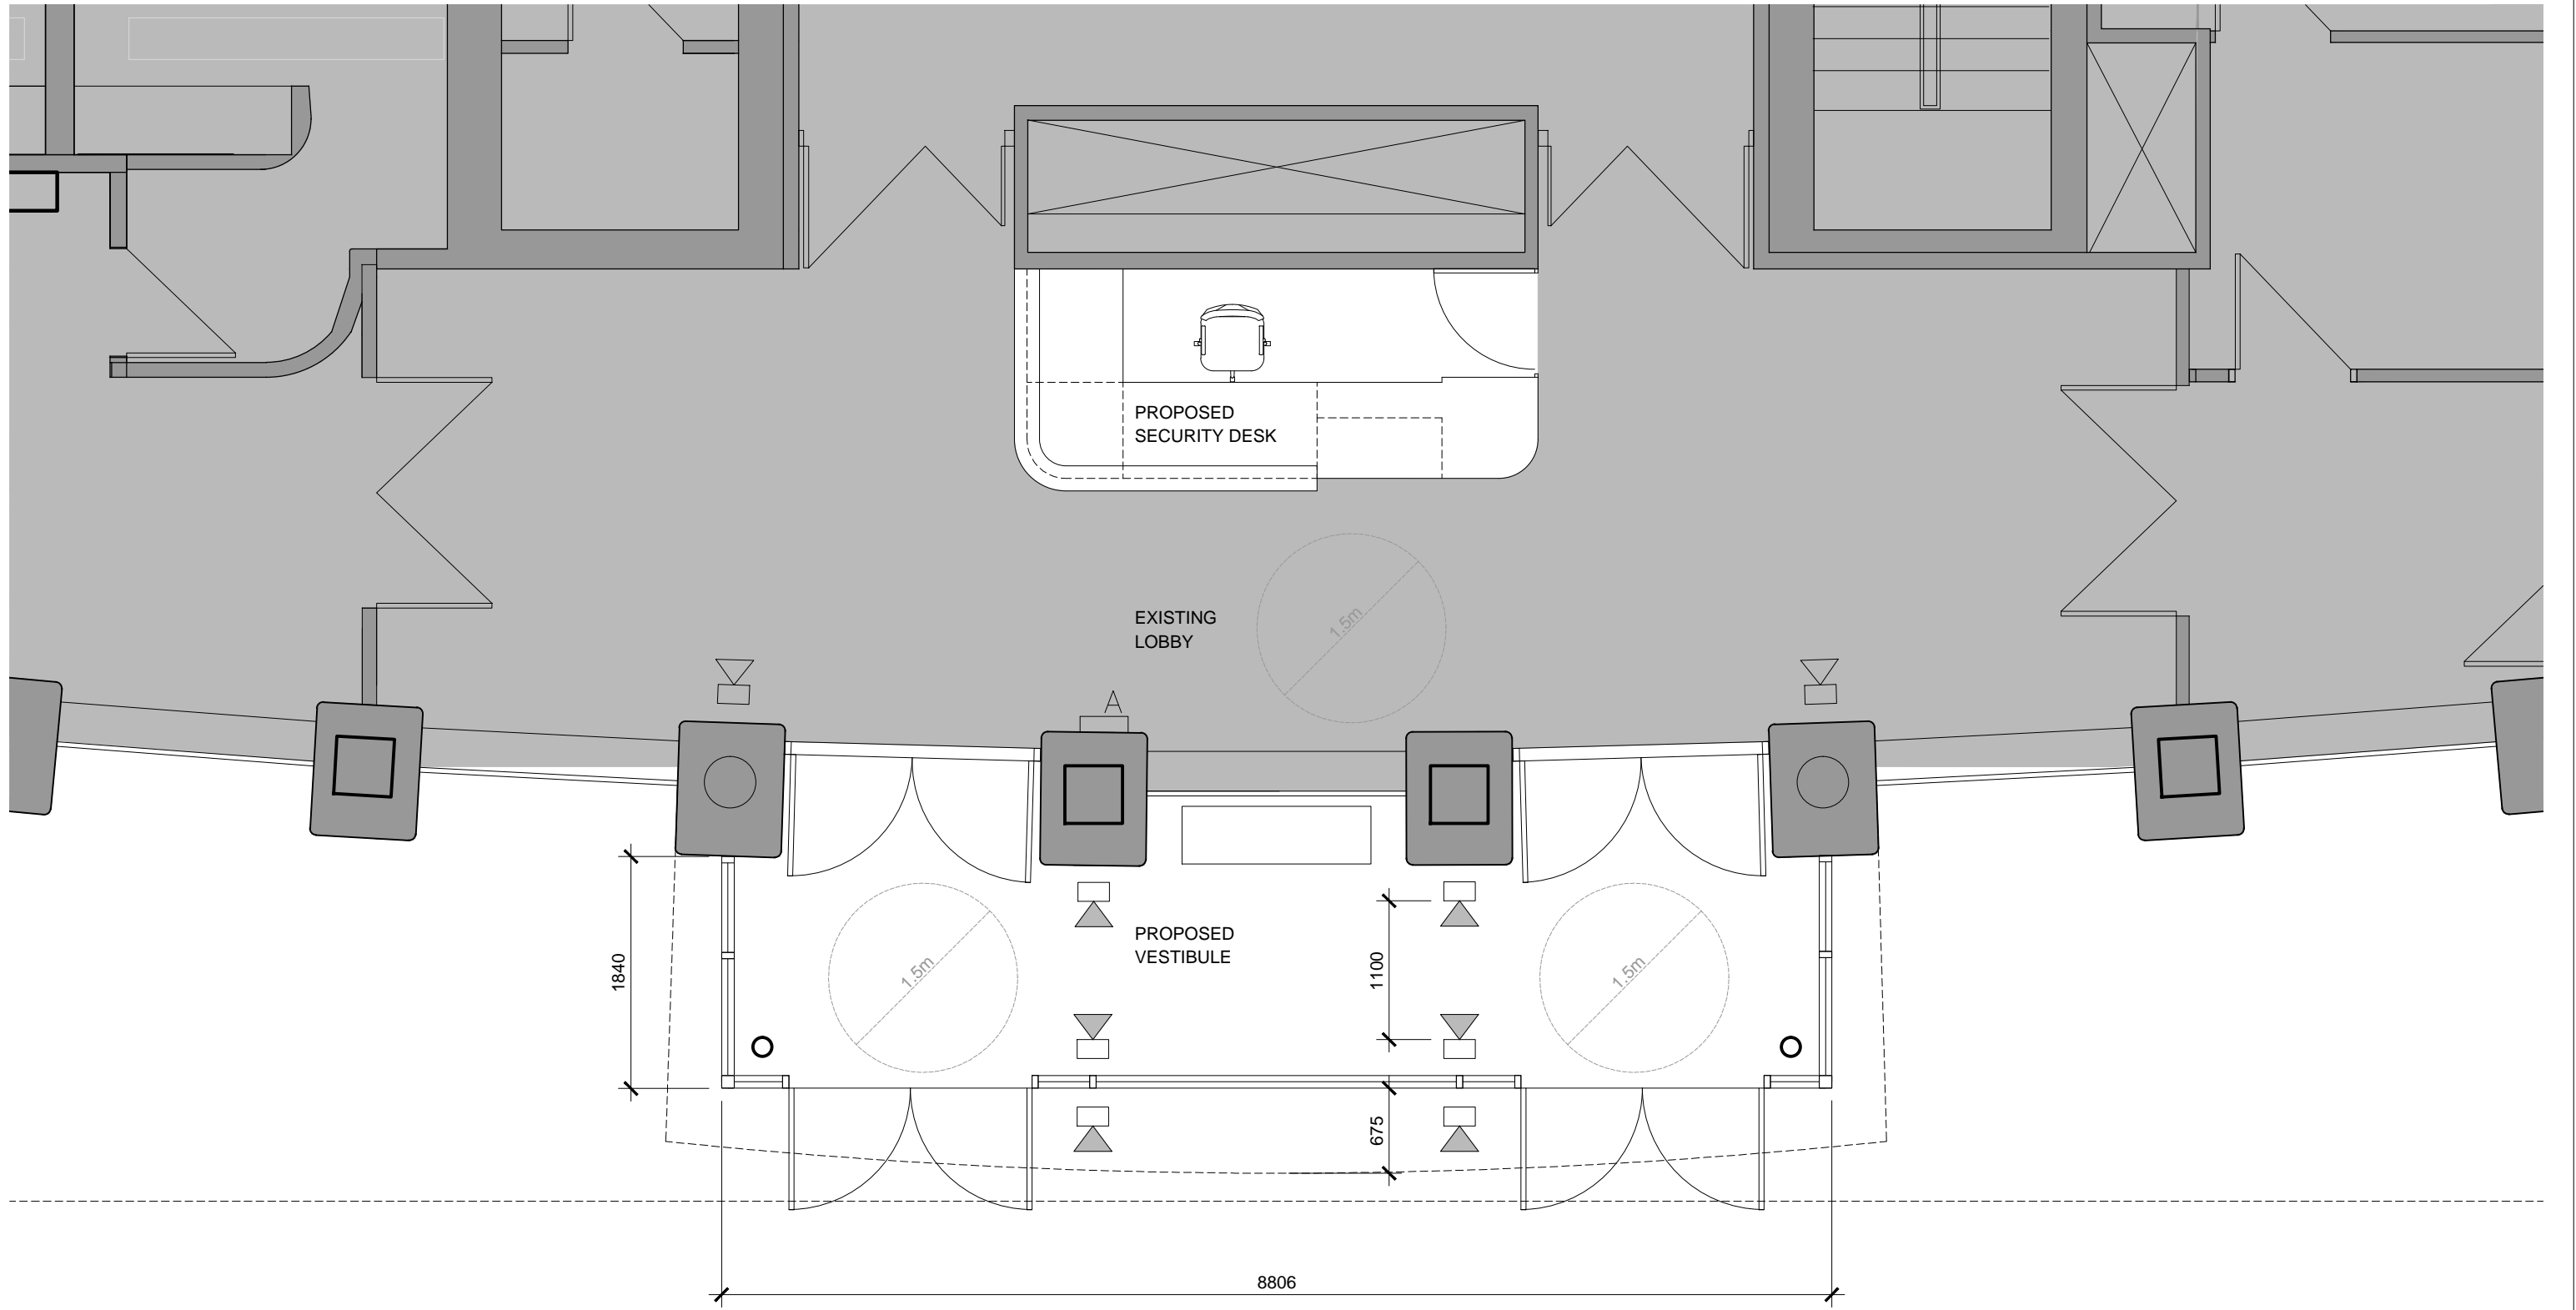 PROPOSED
SECURITY DESK
1.5m
EXISTING
LOBBY
A
PROPOSED
VESTIBULE
1840
1.5m
1100
1.5m
675
8806